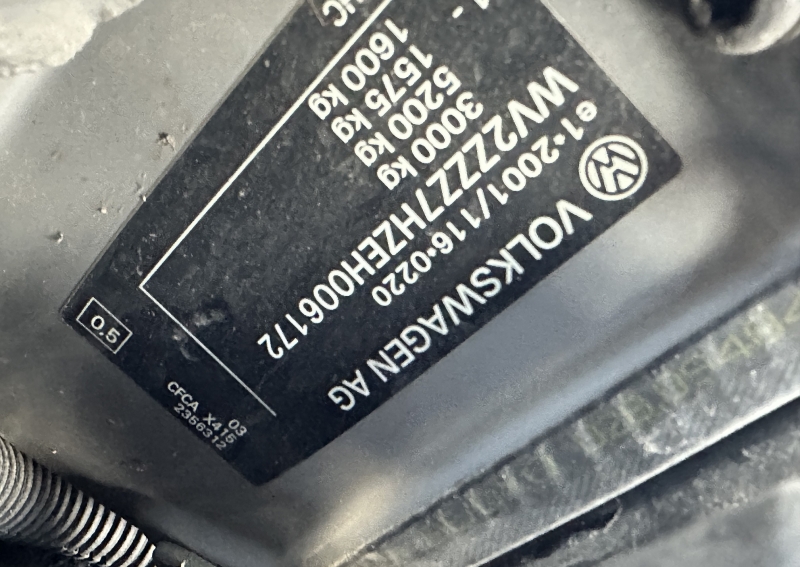 VOLKSWAGEN AG
e1*2001/116*0220
WV2ZZZ7HZEH006172
3000 kg
5200 kg
1575 kg
1600 kg
0.5
03
CFCA X415
2356312